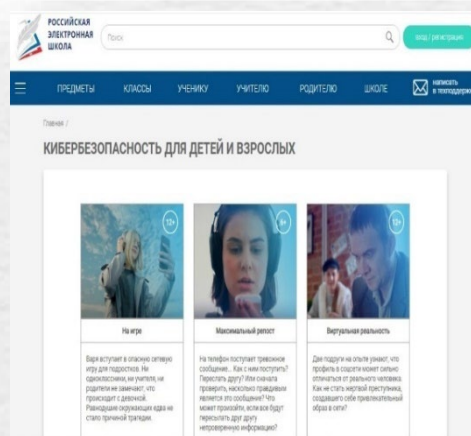 РОССИЙСКАЯ
ЭЛЕКТРОННАЯ
ШКОЛА
Поиск
вход / регистрация
ПРЕДМЕТЫ КЛАССЫ УЧЕНИКУ УЧИТЕЛЮ РОДИТЕЛЮ ШКОЛЕ
написать
в техподдержку
Главная /
КИБЕРБЕЗОПАСНОСТЬ ДЛЯ ДЕТЕЙ И ВЗРОСЛЫХ
12+
6+
12+
На игре
Варя вступает в опасную сетевую
игру для подростков. Ни
одноклассники, ни учителя, ни
родители не замечают, что
происходит с девочкой.
Равнодушие окружающих едва не
стало причиной трагедии.
Максимальный репост
На телефон поступает тревожное
сообщение... Как с ним поступить?
Переслать другу? Или сначала
проверить, насколько правдивым
является это сообщение? Что
может произойти, если все будут
пересылать друг другу
непроверенную информацию?
Виртуальная реальность
Две подруги на опыте узнают, что
профиль в соцсети может сильно
отличаться от реального человека.
Как не стать жертвой преступника,
создавшего себе привлекательный
образ в сети?